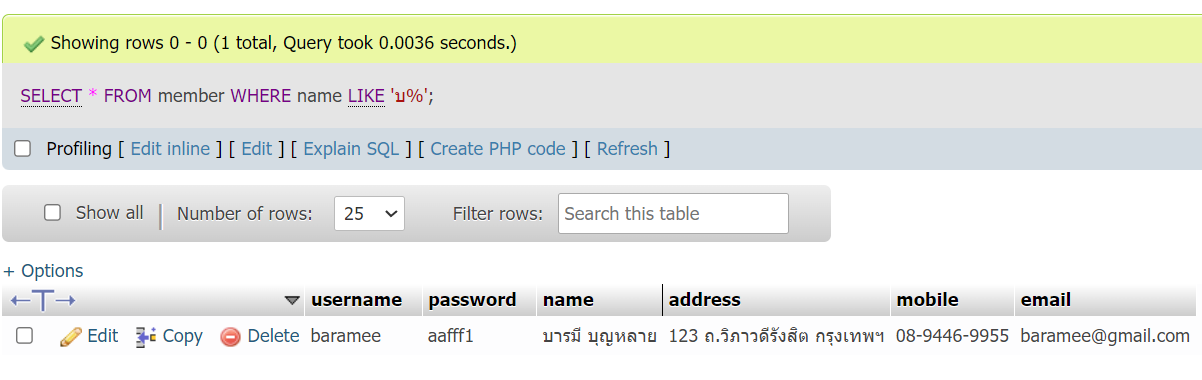 Showing rows 0 - 0 (1 total, Query took 0.0036 seconds.)
SELECT * FROM member WHERE name LIKE 'บ%';
Profiling [ Edit inline ] [ Edit ] [ Explain SQL ] [ Create PHP code ] [ Refresh ]
Show all Number of rows: 25 Filter rows: Search this table
+ Options
←T→ username password name address mobile email
Edit Copy Delete baramee aafff1 บารมี บุญหลาย 123 ถ.วิภาวดีรังสิต กรุงเทพฯ 08-9446-9955 baramee@gmail.com